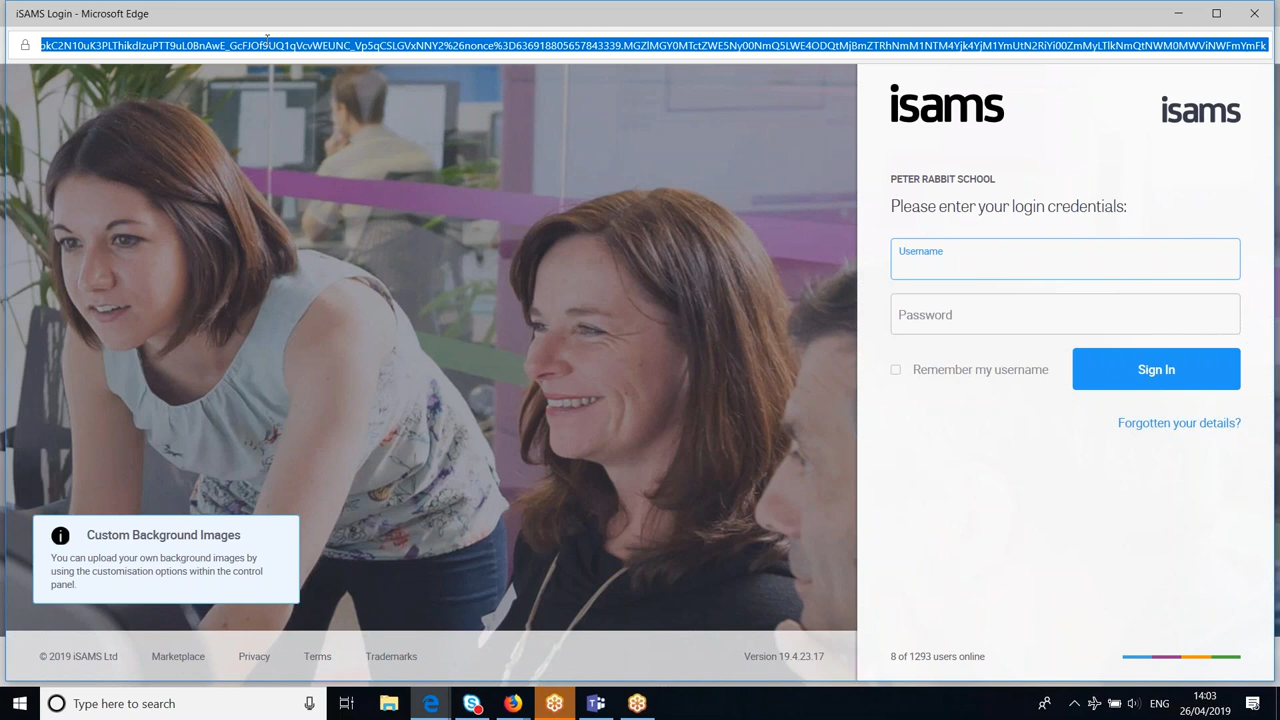 iSAMS Login - Microsoft Edge
isams
isams
PETER RABBIT SCHOOL
Please enter your login credentials:
Username
Password
Remember my username
Sign In
Forgotten your details?
Custom Background Images
You can upload your own background images by
using the customisation options within the control
panel.
© 2019 iSAMS Ltd
Marketplace
Privacy
Terms
Trademarks
Version 19.4.23.17
8 of 1293 users online
Type here to search
ENG
14:03
26/04/2019